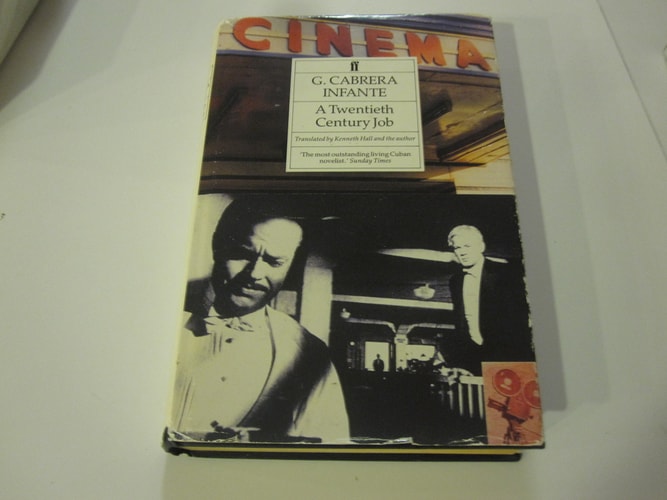 CINEMA
ff
G. CABRERA
INFANTE
A Twentieth
Century Job
Translated by Kenneth Hall and the author
'The most outstanding living Cuban
novelist.' Sunday Times